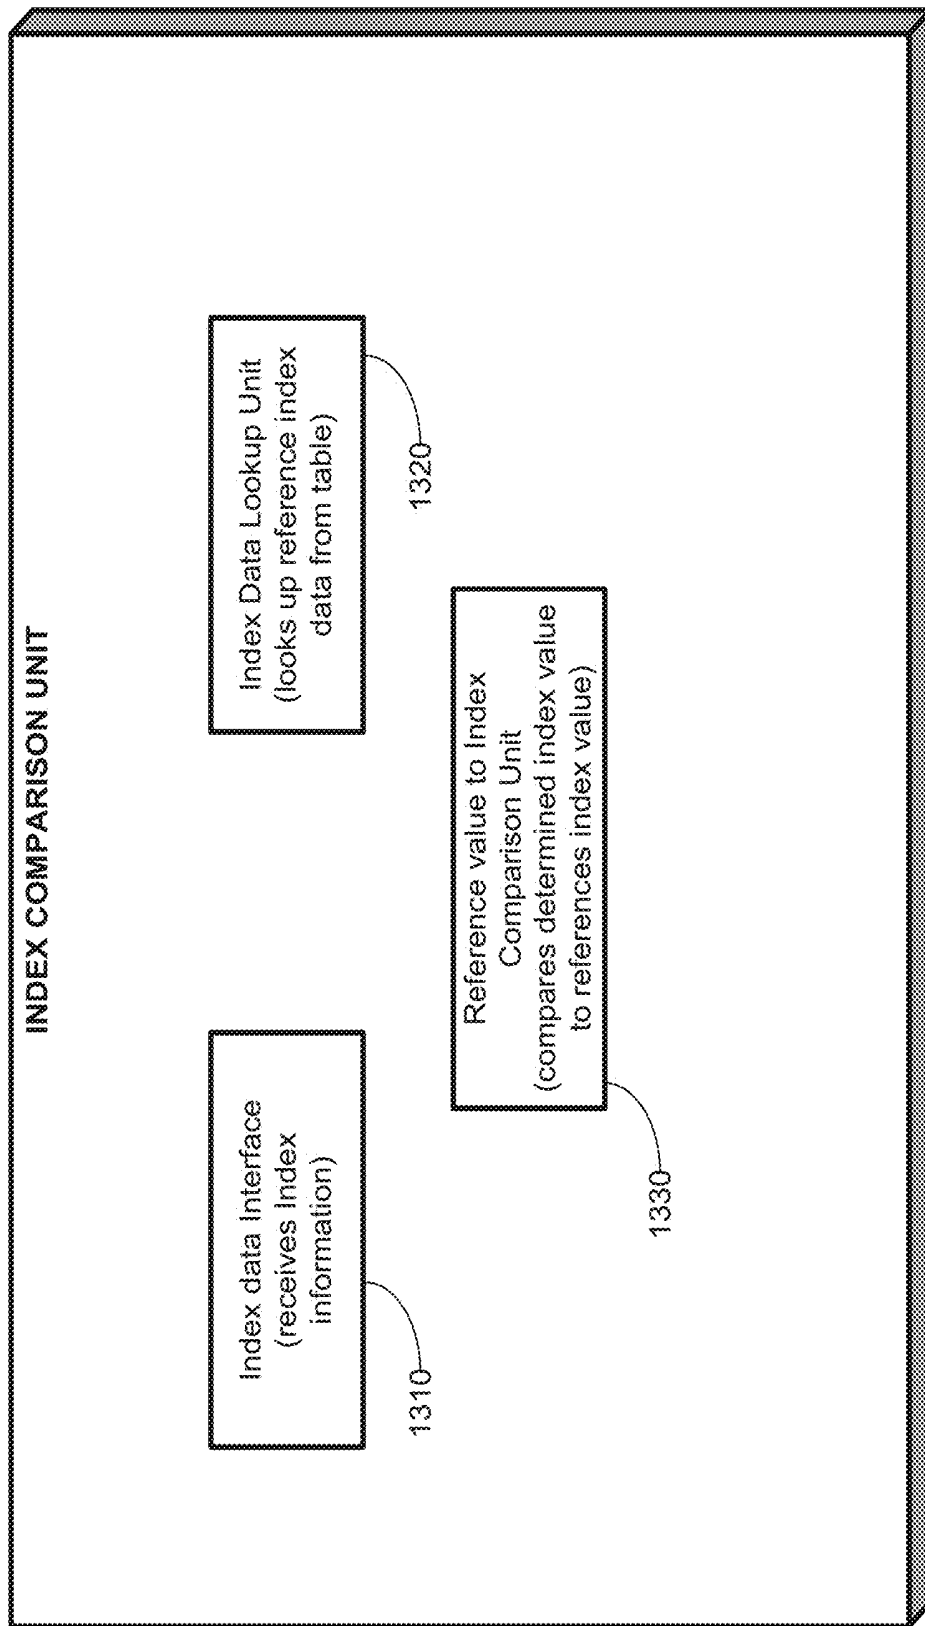 INDEX COMPARISON UNIT
Index data Interface
(receives Index
information)
1310
Index Data Lookup Unit
(looks up reference index
data from table)
1320
Reference value to Index
Comparison Unit
(compares determined index value
to references index value)
1330